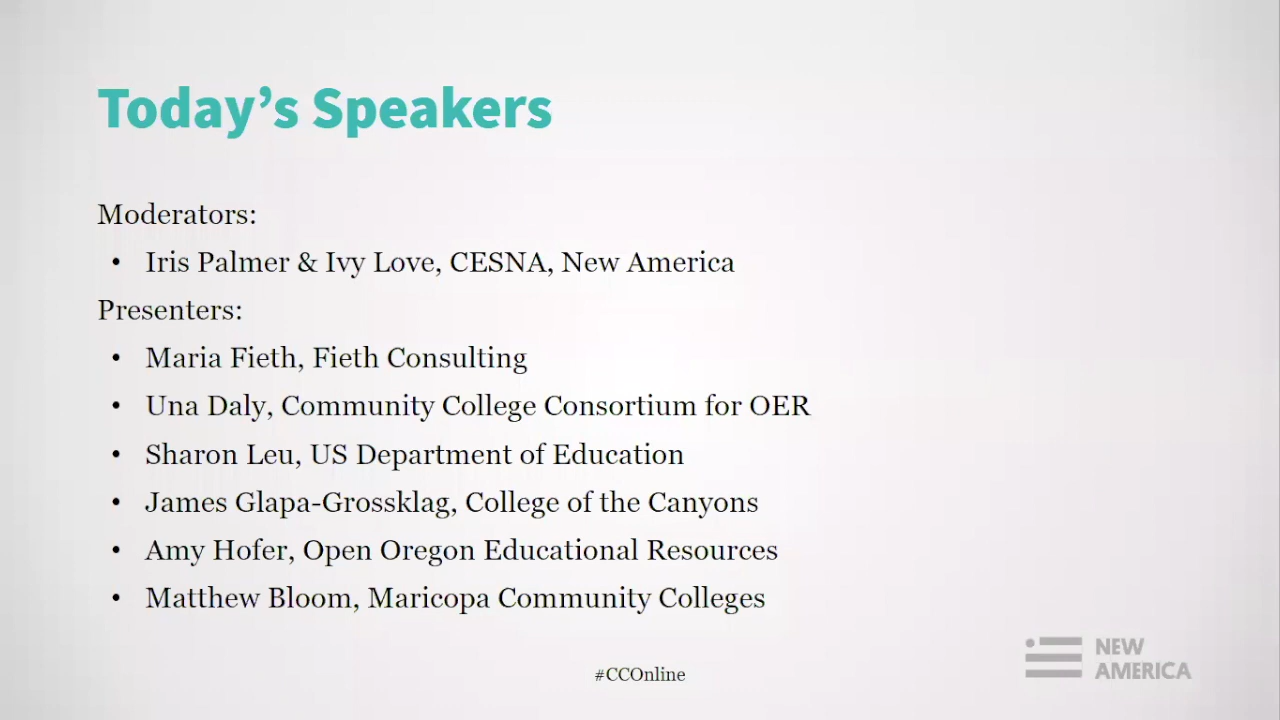 Today’s Speakers
Moderators:
• Iris Palmer & Ivy Love, CESNA, New America
Presenters:
• Maria Fieth, Fieth Consulting
• Una Daly, Community College Consortium for OER
• Sharon Leu, US Department of Education
• James Glapa-Grossklag, College of the Canyons
• Amy Hofer, Open Oregon Educational Resources
• Matthew Bloom, Maricopa Community Colleges
#CCOnline
NEW
AMERICA